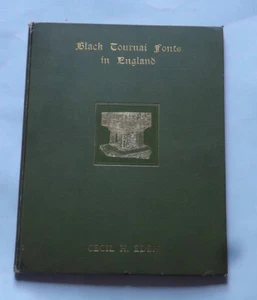 Black Tournai Fonts
in England
CECIL H. EDEN